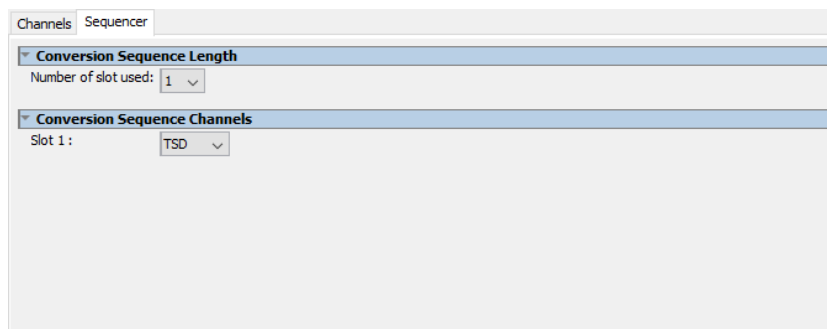 Channels Sequencer
Conversion Sequence Length
Number of slot used: 1
Conversion Sequence Channels
Slot 1 : TSD